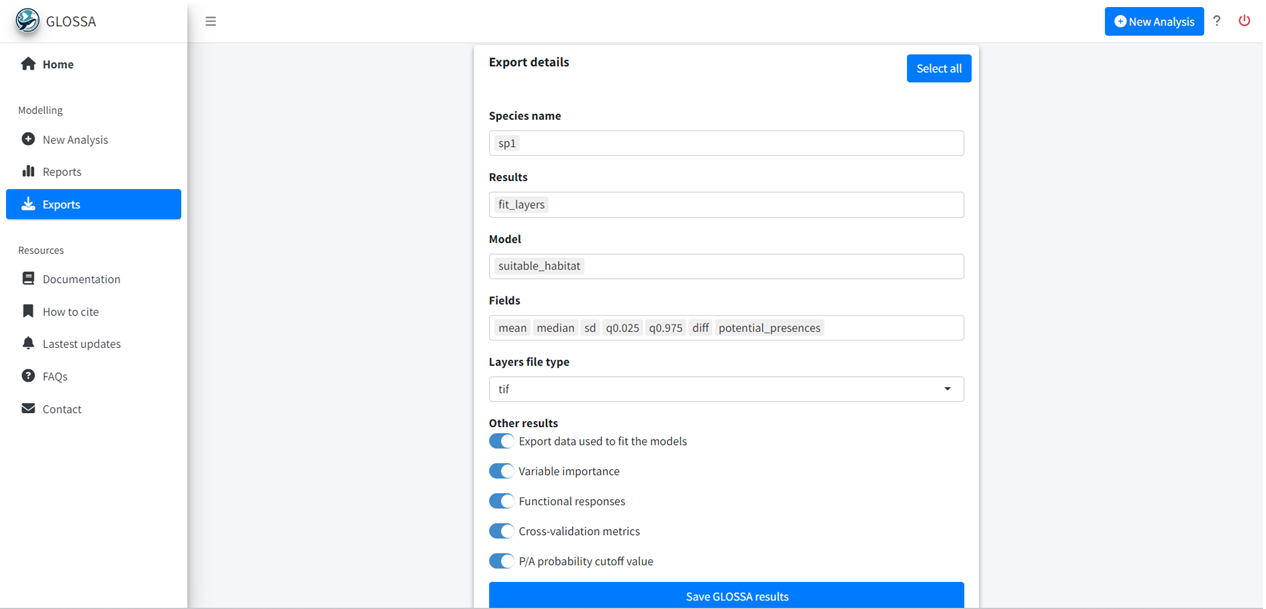 GLOSSA
New Analysis ?
Home
Modelling
New Analysis
Reports
Exports
Resources
Documentation
How to cite
Lastest updates
FAQs
Contact
Export details
Select all
Species name
sp1
Results
fit_layers
Model
suitable_habitat
Fields
mean median sd q0.025 q0.975 diff potential_presences
Layers file type
tif
Other results
Export data used to fit the models
Variable importance
Functional responses
Cross-validation metrics
P/A probability cutoff value
Save GLOSSA results